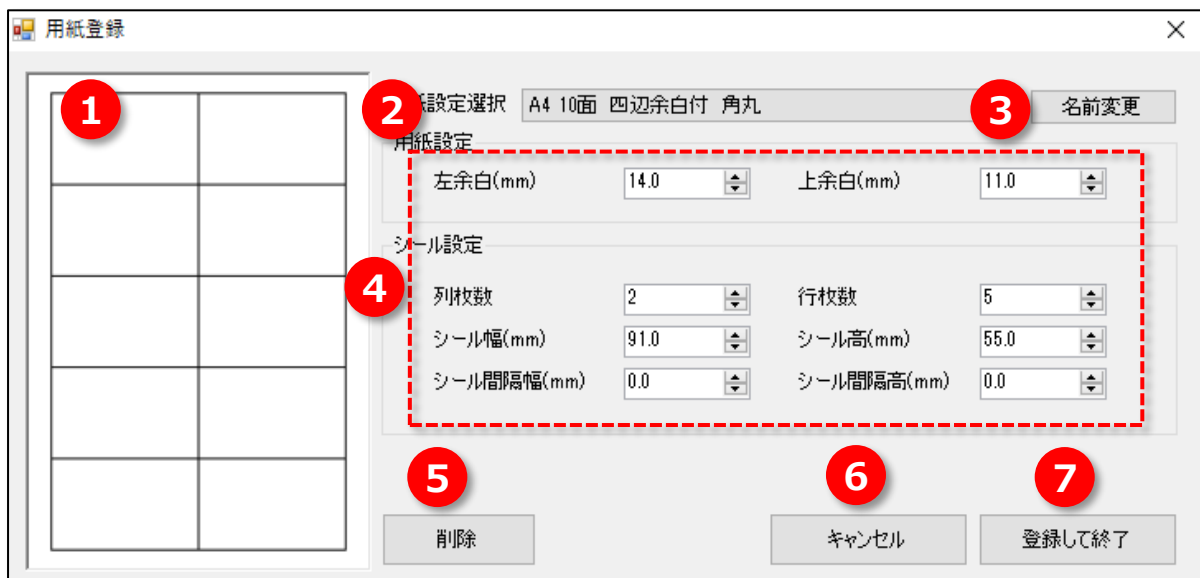 用紙登録
1
2
紙設定選択 A4 10面 四辺余白付 角丸
3
名前変更
用紙設定
左余白(mm) 14.0 上余白(mm) 11.0
シール設定
4
列枚数 2 行枚数 5
シール幅(mm) 91.0 シール高(mm) 55.0
シール間隔幅(mm) 0.0 シール間隔高(mm) 0.0
5
6
7
削除 キャンセル 登録して終了